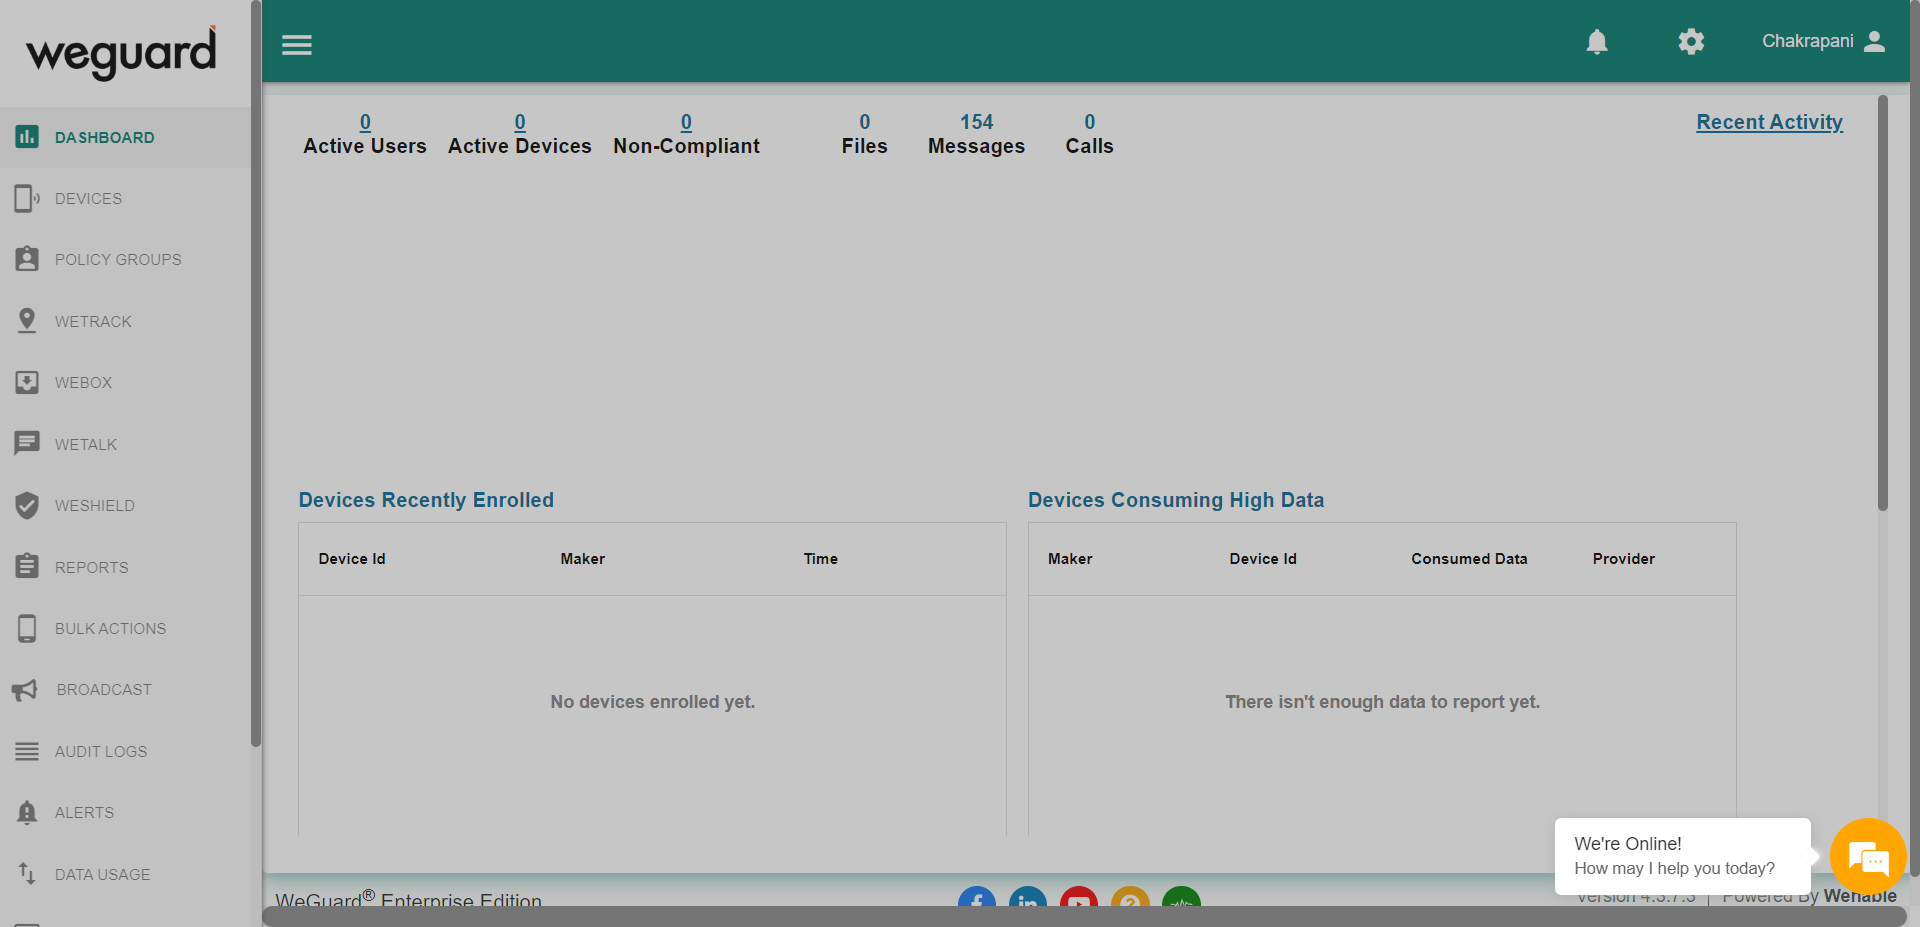 weguard
Chakrapani
DASHBOARD
DEVICES
POLICY GROUPS
WETRACK
WEBOX
WETALK
WESHIELD
REPORTS
BULK ACTIONS
BROADCAST
AUDIT LOGS
ALERTS
DATA USAGE
0 0 0 0 154 0 Recent Activity
Active Users Active Devices Non-Compliant Files Messages Calls
Devices Recently Enrolled
Device Id Maker Time
No devices enrolled yet.
Devices Consuming High Data
Maker Device Id Consumed Data Provider
There isn't enough data to report yet.
We're Online!
How may I help you today?
WeGuard® Enterprise Edition
Version 4.3.7.3 | Powered By Wenable